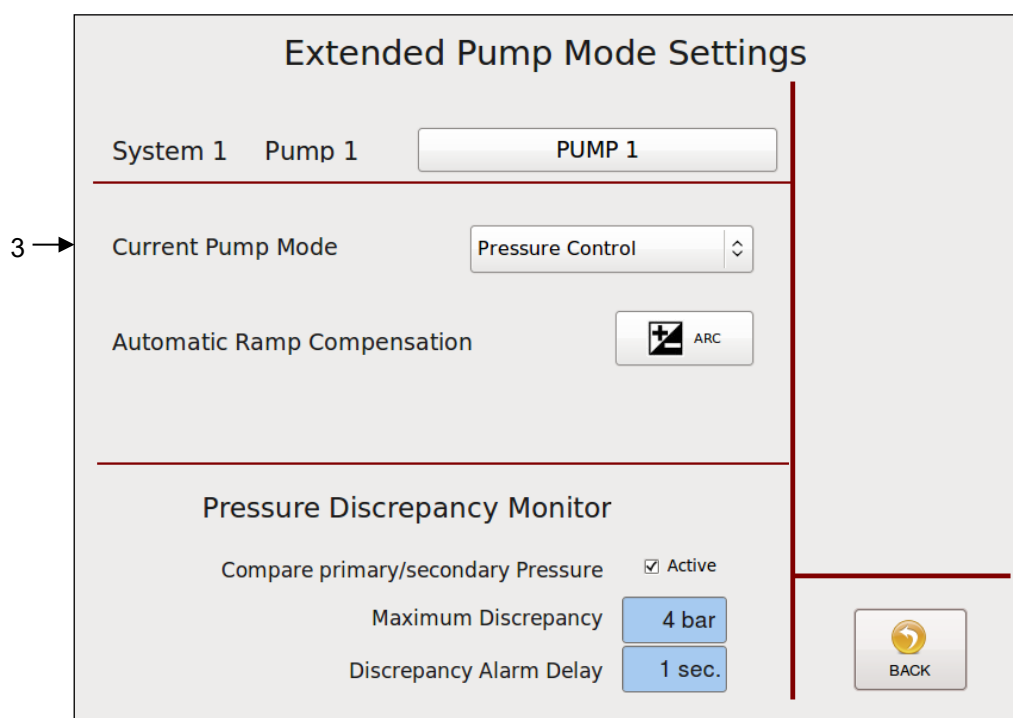 Extended Pump Mode Settings
System 1 Pump 1 PUMP 1
3 Current Pump Mode Pressure Control
Automatic Ramp Compensation ARC
Pressure Discrepancy Monitor
Compare primary/secondary Pressure Active
Maximum Discrepancy 4 bar
Discrepancy Alarm Delay 1 sec.
BACK